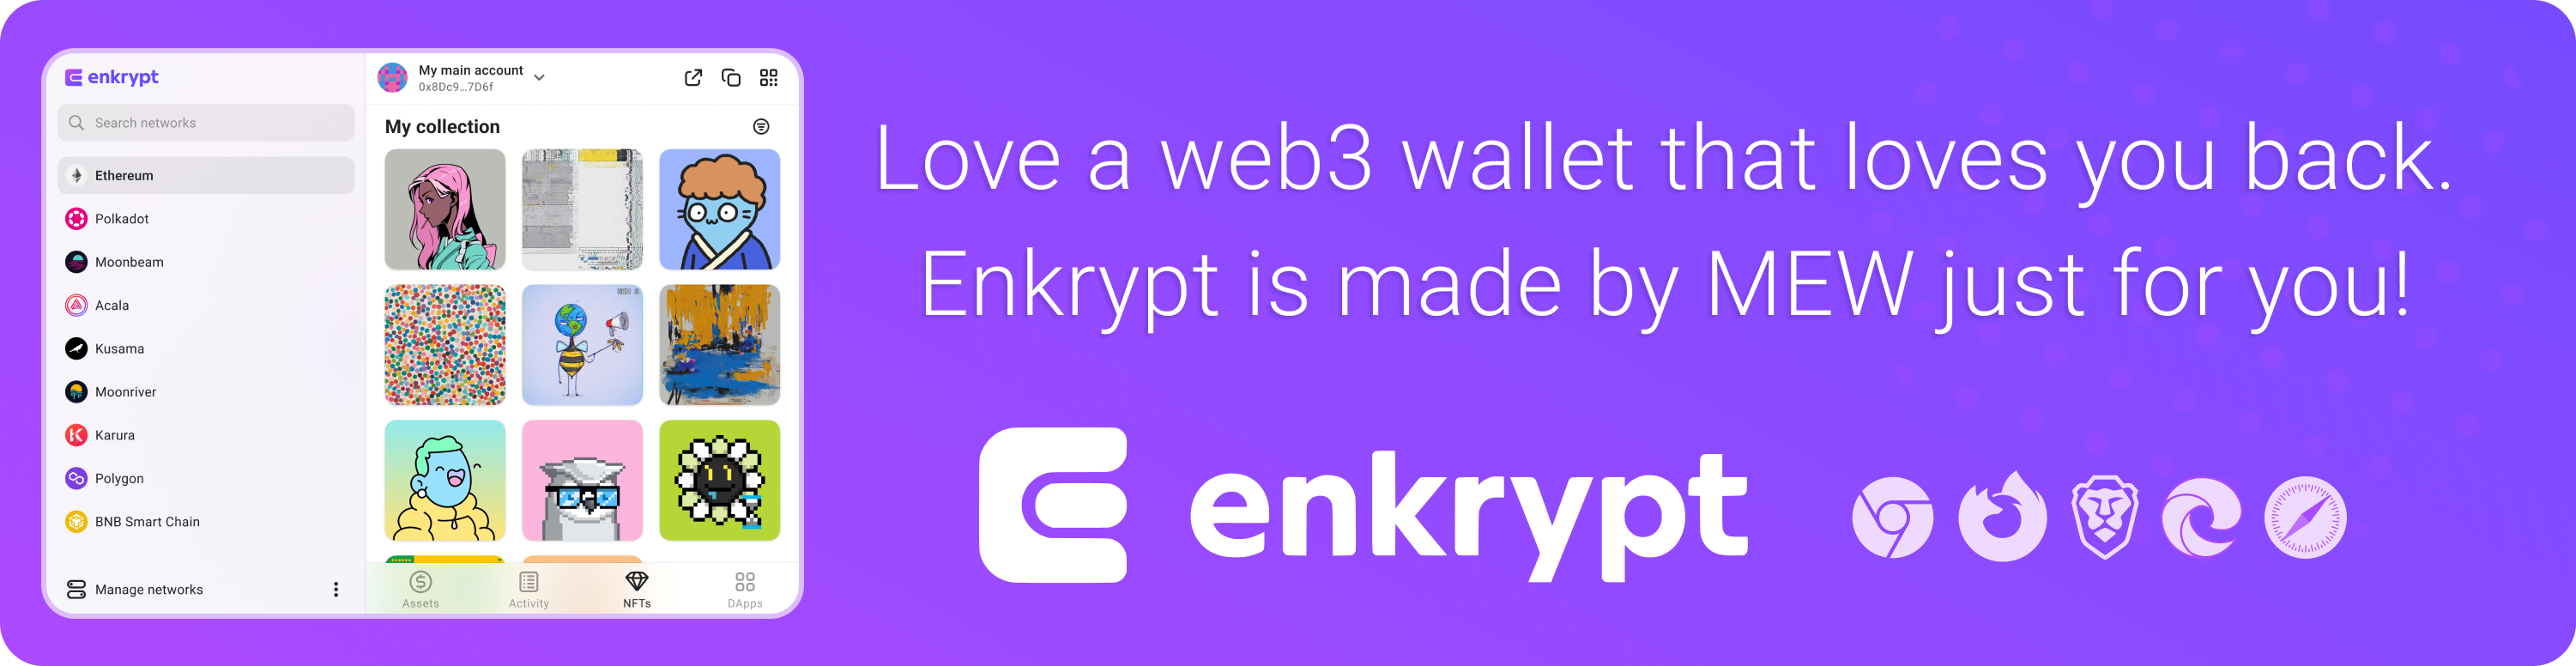 enkrypt
Search networks
Ethereum
Polkadot
Moonbeam
Acala
Kusama
Moonriver
Karura
Polygon
BNB Smart Chain
Manage networks
My main account
0x8Dc9...7D6f
My collection
Assets
Activity
NFTs
DApps
Love a web3 wallet that loves you back.
Enkrypt is made by MEW just for you!
enkrypt